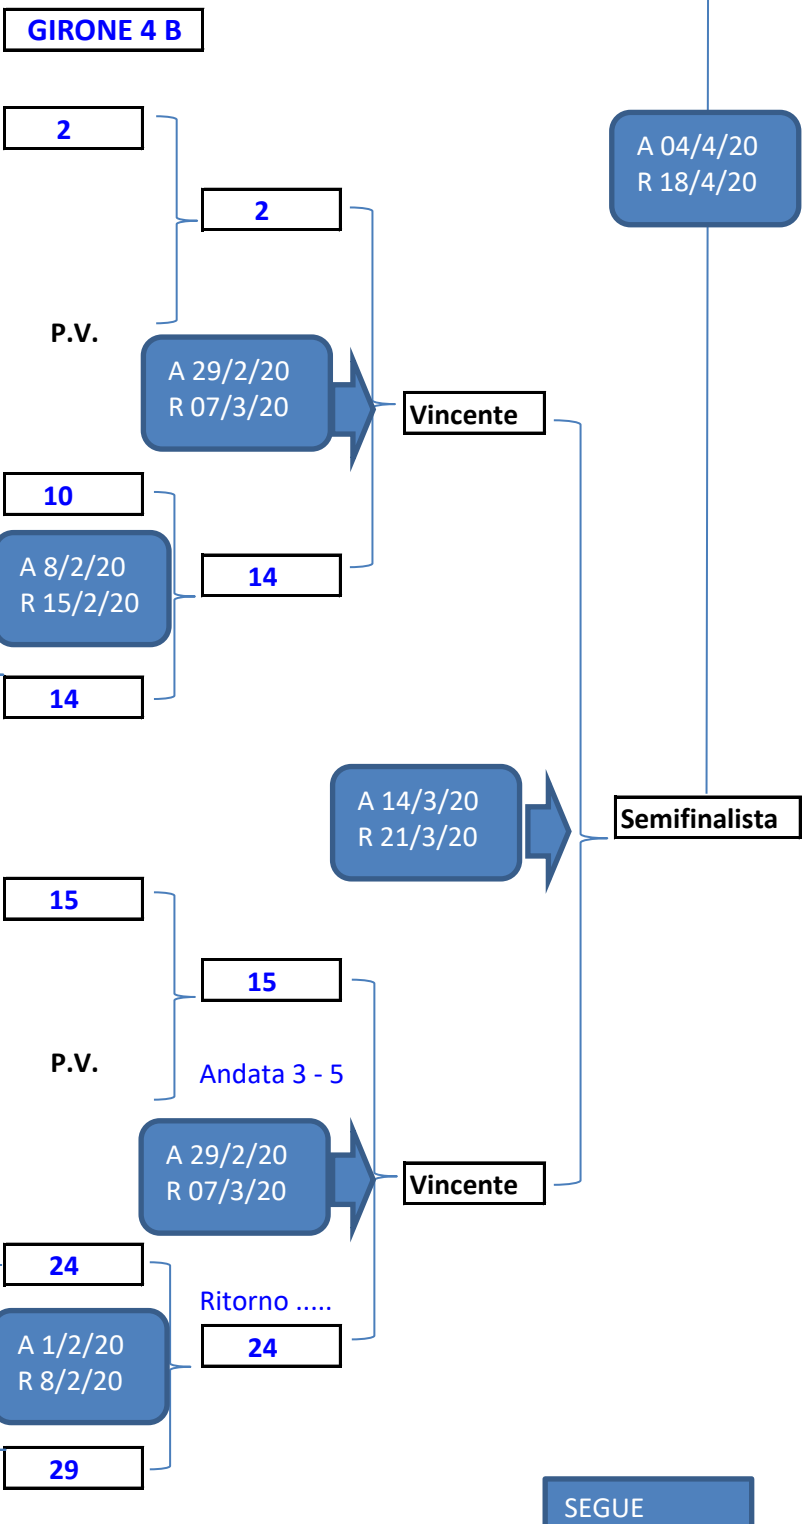 GIRONE 4 B
2
A 04/4/20
R 18/4/20
2
P.V.
A 29/2/20
R 07/3/20
Vincente
10
A 8/2/20
R 15/2/20
14
14
A 14/3/20
R 21/3/20
Semifinalista
15
15
P.V.
Andata 3 - 5
A 29/2/20
R 07/3/20
Vincente
24
Ritorno .....
A 1/2/20
R 8/2/20
24
29
SEGUE